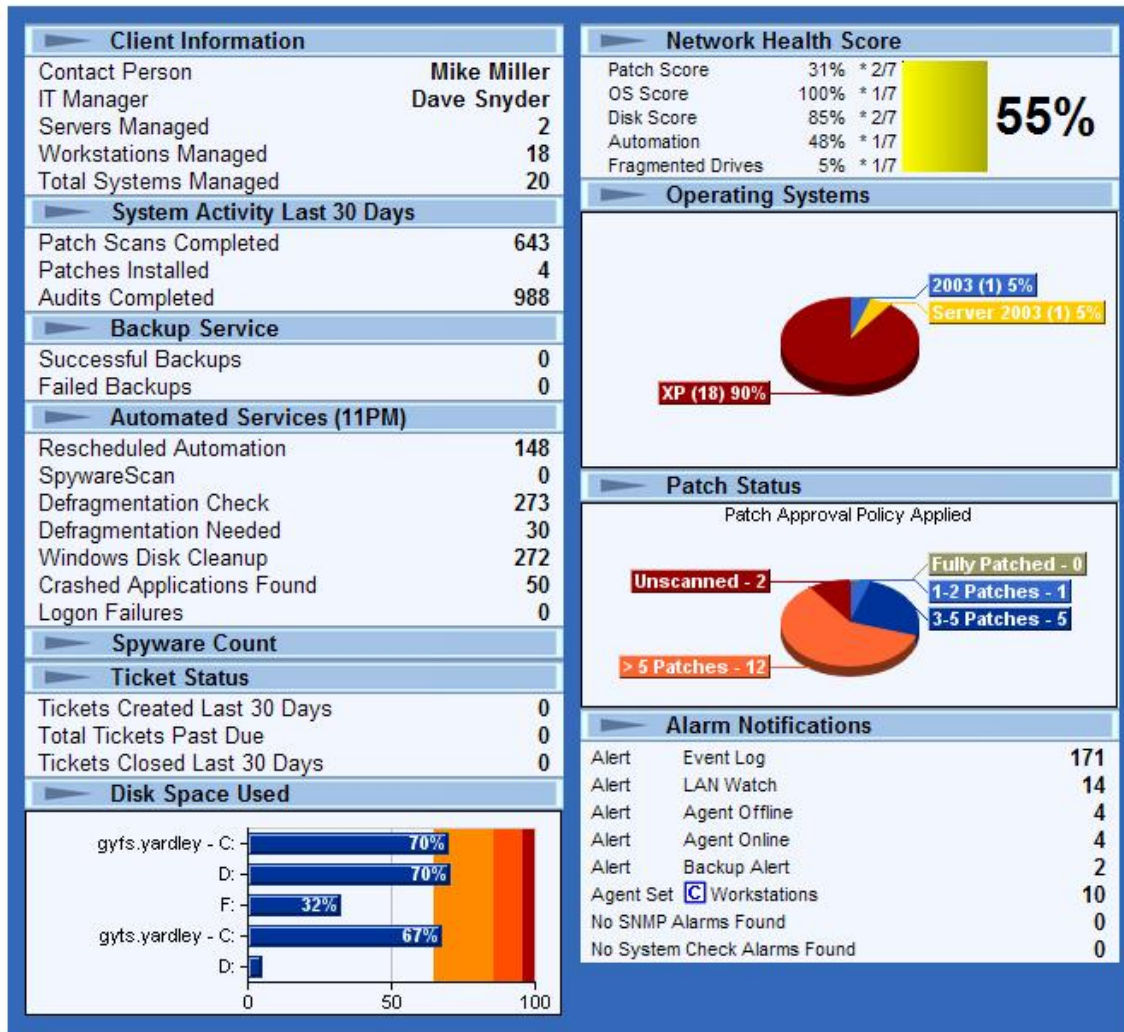 Client Information
Contact Person Mike Miller
IT Manager Dave Snyder
Servers Managed 2
Workstations Managed 18
Total Systems Managed 20
System Activity Last 30 Days
Patch Scans Completed 643
Patches Installed 4
Audits Completed 988
Backup Service
Successful Backups 0
Failed Backups 0
Automated Services (11PM)
Rescheduled Automation 148
SpywareScan 0
Defragmentation Check 273
Defragmentation Needed 30
Windows Disk Cleanup 272
Crashed Applications Found 50
Logon Failures 0
Spyware Count
Ticket Status
Tickets Created Last 30 Days 0
Total Tickets Past Due 0
Tickets Closed Last 30 Days 0
Disk Space Used
gyfs.yardley - C: 70%
D: 70%
F: 32%
gyts.yardley - C: 67%
D:
0 50 100
Network Health Score
Patch Score 31% * 2/7
OS Score 100% * 1/7
Disk Score 85% * 2/7
Automation 48% * 1/7
Fragmented Drives 5% * 1/7
55%
Operating Systems
2003 (1) 5%
Server 2003 (1) 5%
XP (18) 90%
Patch Status
Patch Approval Policy Applied
Fully Patched - 0
Unscanned - 2
1-2 Patches - 1
3-5 Patches - 5
> 5 Patches - 12
Alarm Notifications
Alert Event Log 171
Alert LAN Watch 14
Alert Agent Offline 4
Alert Agent Online 4
Alert Backup Alert 2
Agent Set C Workstations 10
No SNMP Alarms Found 0
No System Check Alarms Found 0